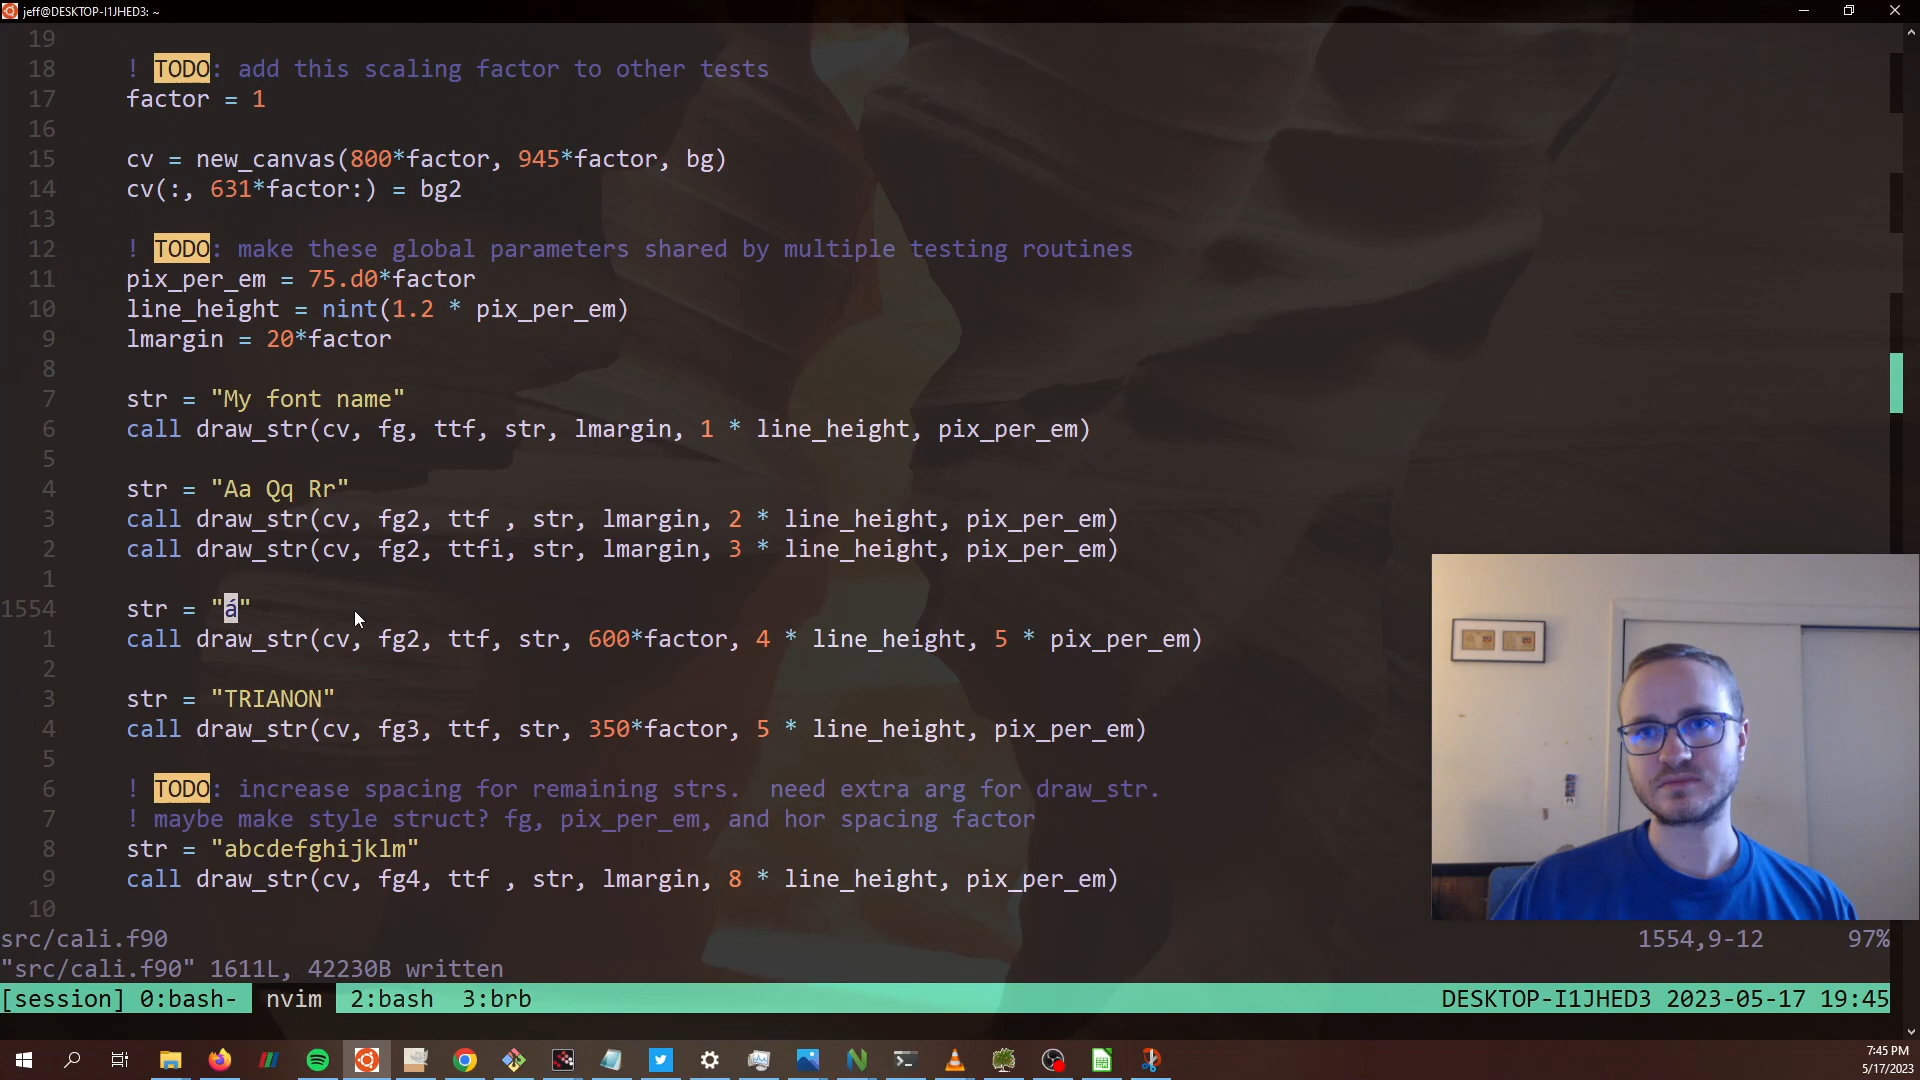 jeff@DESKTOP-I1JHED3: ~
19
18 ! TODO: add this scaling factor to other tests
17 factor = 1
16
15 cv = new_canvas(800*factor, 945*factor, bg)
14 cv(:, 631*factor:) = bg2
13
12 ! TODO: make these global parameters shared by multiple testing routines
11 pix_per_em = 75.d0*factor
10 line_height = nint(1.2 * pix_per_em)
9 lmargin = 20*factor
8
7 str = "My font name"
6 call draw_str(cv, fg, ttf, str, lmargin, 1 * line_height, pix_per_em)
5
4 str = "Aa Qq Rr"
3 call draw_str(cv, fg2, ttf , str, lmargin, 2 * line_height, pix_per_em)
2 call draw_str(cv, fg2, ttfi, str, lmargin, 3 * line_height, pix_per_em)
1
1554 str = "á"
1 call draw_str(cv, fg2, ttf, str, 600*factor, 4 * line_height, 5 * pix_per_em)
2
3 str = "TRIANON"
4 call draw_str(cv, fg3, ttf, str, 350*factor, 5 * line_height, pix_per_em)
5
6 ! TODO: increase spacing for remaining strs.  need extra arg for draw_str.
7 ! maybe make style struct? fg, pix_per_em, and hor spacing factor
8 str = "abcdefghijklm"
9 call draw_str(cv, fg4, ttf , str, lmargin, 8 * line_height, pix_per_em)
10
src/cali.f90 1554,9-12 97%
"src/cali.f90" 1611L, 42230B written
[session] 0:bash- nvim 2:bash 3:brb DESKTOP-I1JHED3 2023-05-17 19:45
7:45 PM
5/17/2023